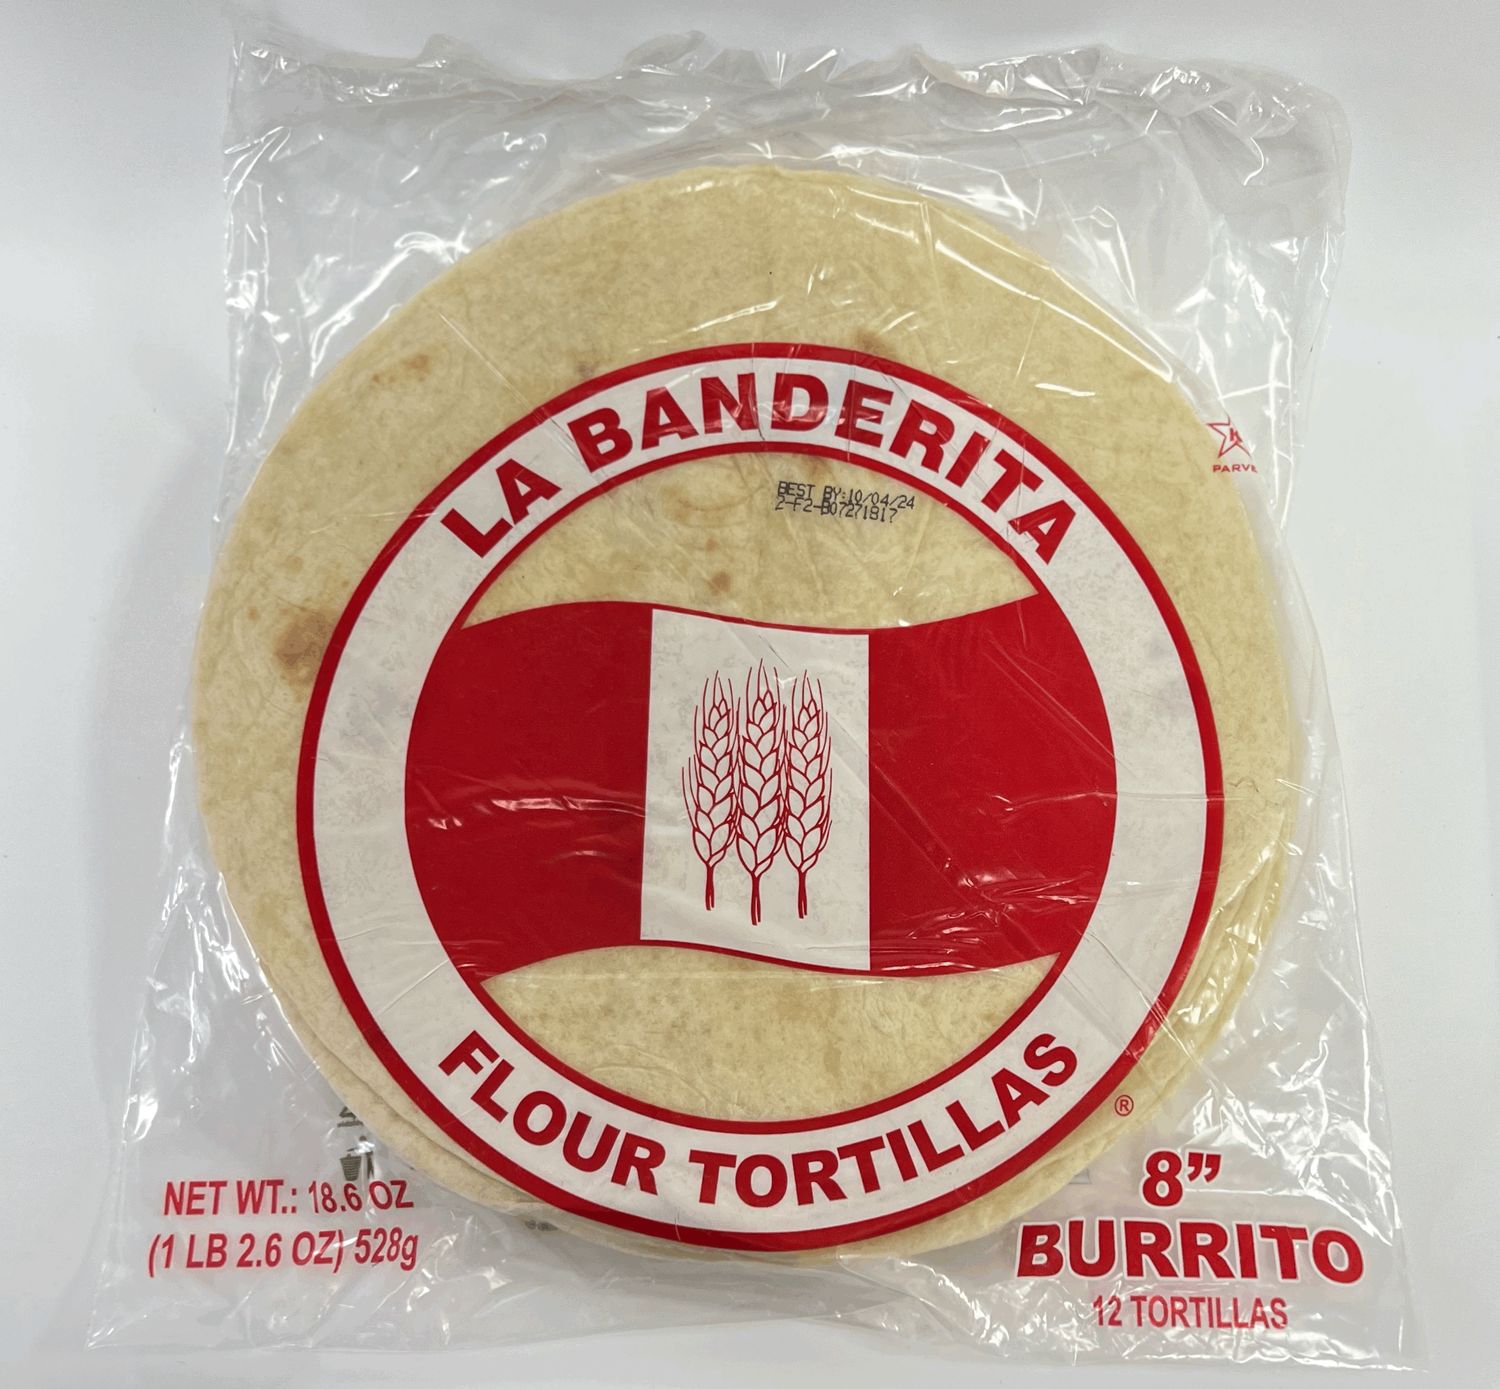 LA BANDERITA
K
PARVE
BEST BY:10/04/24
2-F2-B07271817
FLOUR TORTILLAS
®
NET WT.: 18.6 OZ
(1 LB 2.6 OZ) 528g
8”
BURRITO
12 TORTILLAS